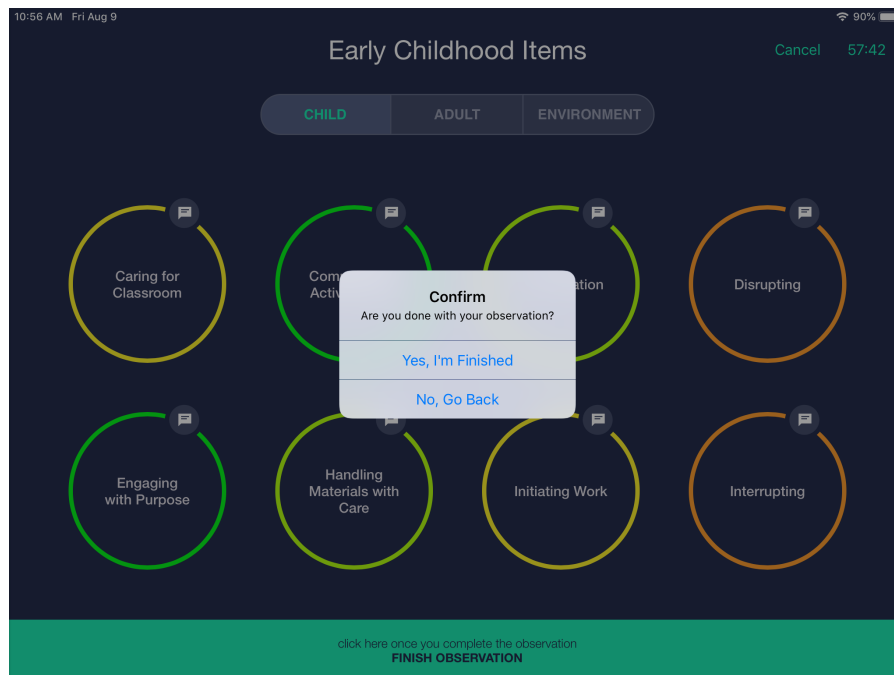 10:56 AM Fri Aug 9
90%
Early Childhood Items
Cancel
57:42
CHILD
ADULT
ENVIRONMENT
Caring for
Classroom
Disrupting
Confirm
Are you done with your observation?
Yes, I'm Finished
No, Go Back
Engaging
with Purpose
Handling
Materials with
Care
Initiating Work
Interrupting
click here once you complete the observation
FINISH OBSERVATION